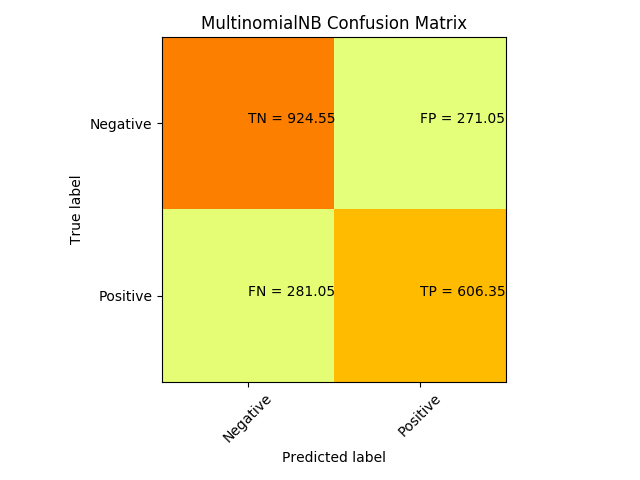 MultinomialNB Confusion Matrix
Negative
TN = 924.55
FP = 271.05
True label
Positive
FN = 281.05
TP = 606.35
Negative
Positive
Predicted label